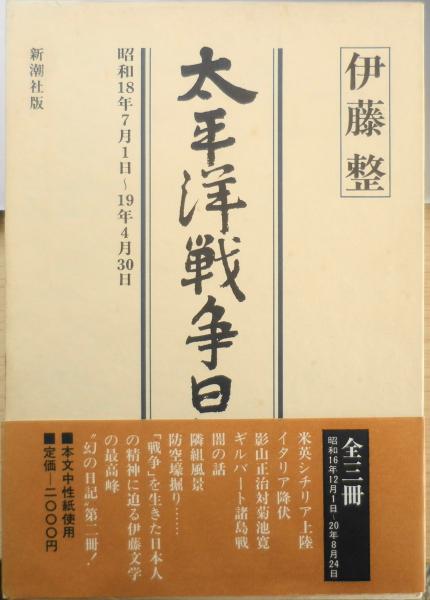 伊藤整
太平洋戦争日
昭和18年7月1日~19年4月30日
新潮社版
全三冊
昭和16年12月1日―20年8月24日
米英シチリア上陸
イタリア降伏
影山正治対菊池寛
ギルバート諸島戦
闇の話
隣組風景
防空壕掘り……
「戦争」を生きた日本人
の精神に迫る伊藤文学
の最高峰
“幻の日記”第二冊！
■本文中性紙使用
■定価―二〇〇〇円